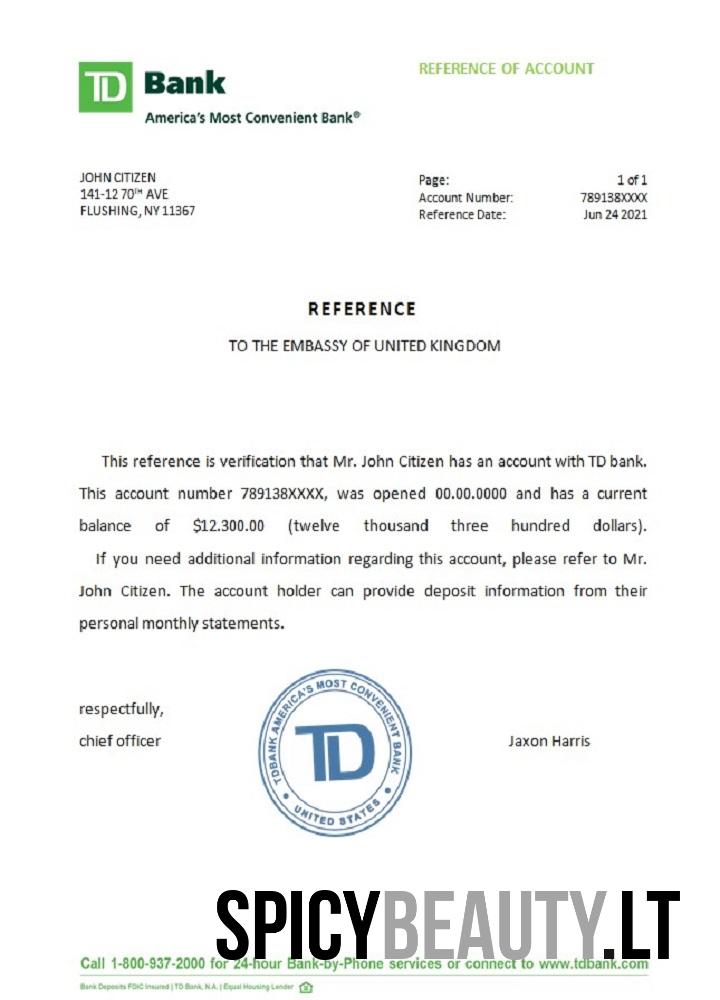 TD Bank
America's Most Convenient Bank®
REFERENCE OF ACCOUNT
JOHN CITIZEN
141-12 70TH AVE
FLUSHING, NY 11367
Page: 1 of 1
Account Number: 789138XXXX
Reference Date: Jun 24 2021
REFERENCE
TO THE EMBASSY OF UNITED KINGDOM
This reference is verification that Mr. John Citizen has an account with TD bank.
This account number 789138XXXX, was opened 00.00.0000 and has a current
balance of $12.300.00 (twelve thousand three hundred dollars).
If you need additional information regarding this account, please refer to Mr.
John Citizen. The account holder can provide deposit information from their
personal monthly statements.
respectfully,
chief officer
TDBANK AMERICA'S MOST CONVENIENT BANK
TD
UNITED STATES
Jaxon Harris
SPICYBEAUTY.LT
Call 1-800-937-2000 for 24-hour Bank-by-Phone services or connect to www.tdbank.com
Bank Deposits FDIC Insured | TD Bank, N.A. | Equal Housing Lender